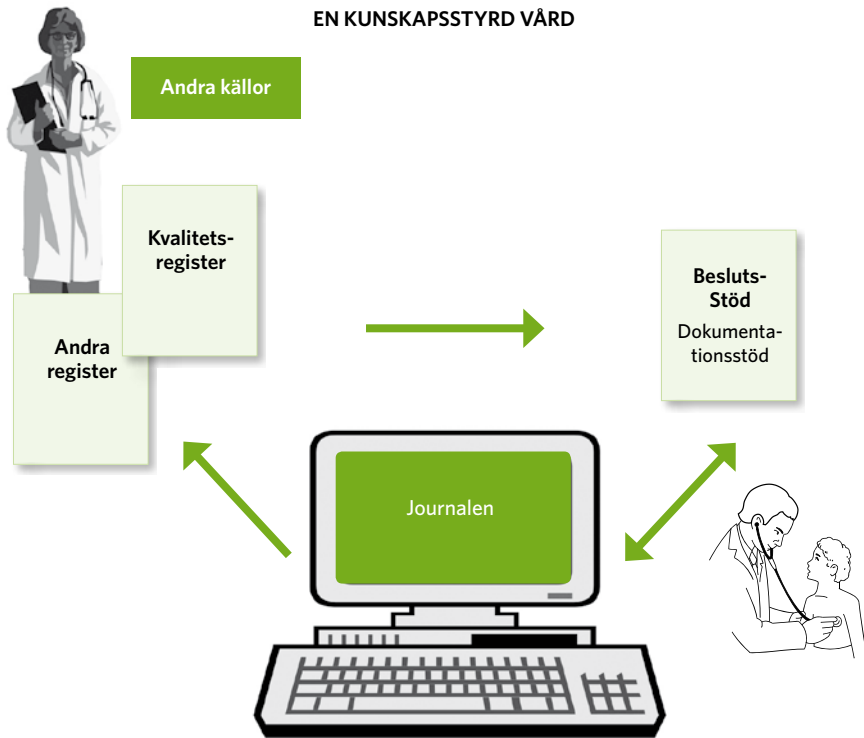 EN KUNSKAPSSTYRD VÅRD
Andra källor
Kvalitets-
register
Andra
register
Besluts-
Stöd
Dokumenta-
tionsstöd
Journalen